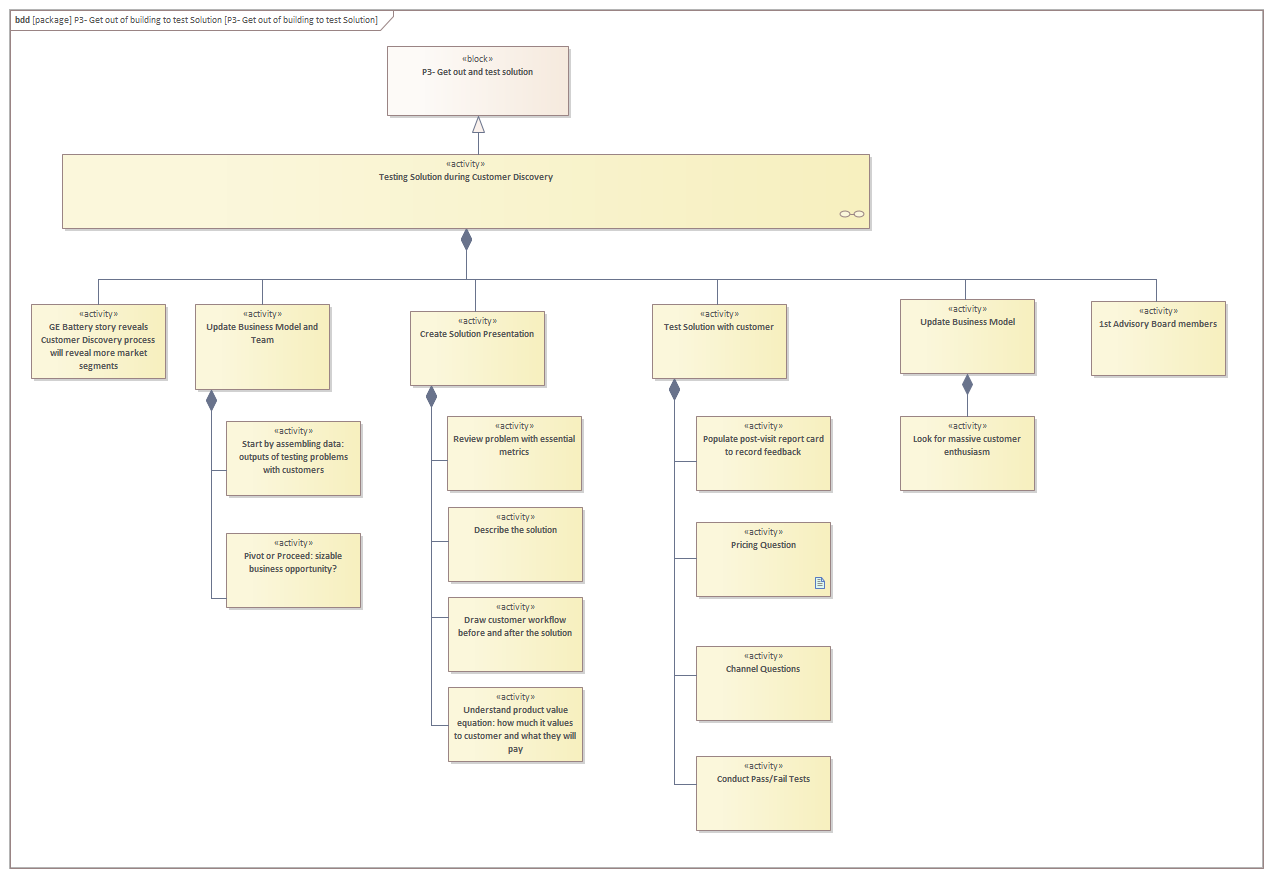 bdd [package] P3- Get out of building to test Solution [P3- Get out of building to test Solution]
«block»
P3- Get out and test solution
«activity»
Testing Solution during Customer Discovery
«activity»
GE Battery story reveals
Customer Discovery process
will reveal more market
segments
«activity»
Update Business Model and
Team
«activity»
Create Solution Presentation
«activity»
Test Solution with customer
«activity»
Update Business Model
«activity»
1st Advisory Board members
«activity»
Start by assembling data:
outputs of testing problems
with customers
«activity»
Pivot or Proceed: sizable
business opportunity?
«activity»
Review problem with essential
metrics
«activity»
Describe the solution
«activity»
Draw customer workflow
before and after the solution
«activity»
Understand product value
equation: how much it values
to customer and what they will
pay
«activity»
Populate post-visit report card
to record feedback
«activity»
Pricing Question
«activity»
Channel Questions
«activity»
Conduct Pass/Fail Tests
«activity»
Look for massive customer
enthusiasm